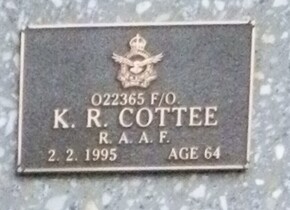 O22365 F/O.
K. R. COTTEE
R. A. A. F.
2. 2. 1995 AGE 64